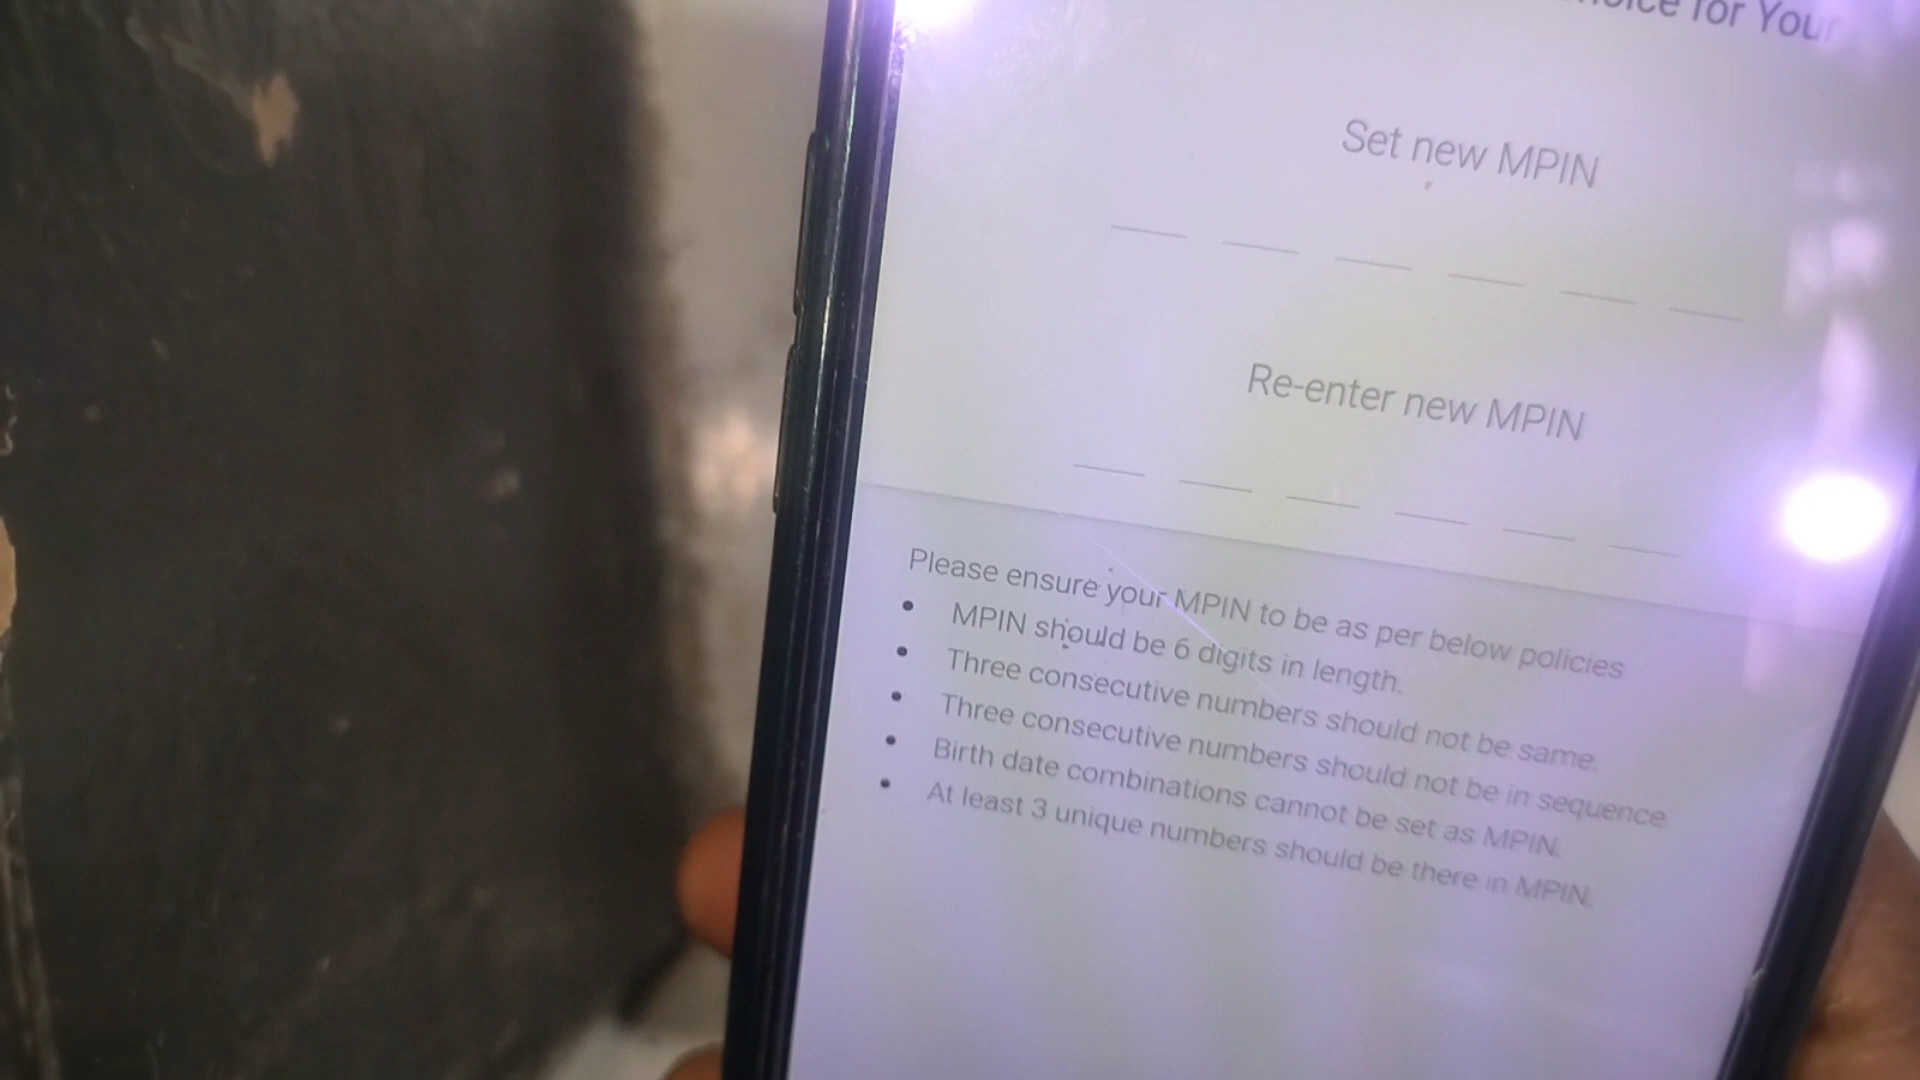 for Your
Set new MPIN
Re-enter new MPIN
Please ensure your MPIN to be as per below policies
MPIN should be 6 digits in length.
Three consecutive numbers should not be same.
Three consecutive numbers should not be in sequence.
Birth date combinations cannot be set as MPIN.
At least 3 unique numbers should be there in MPIN.